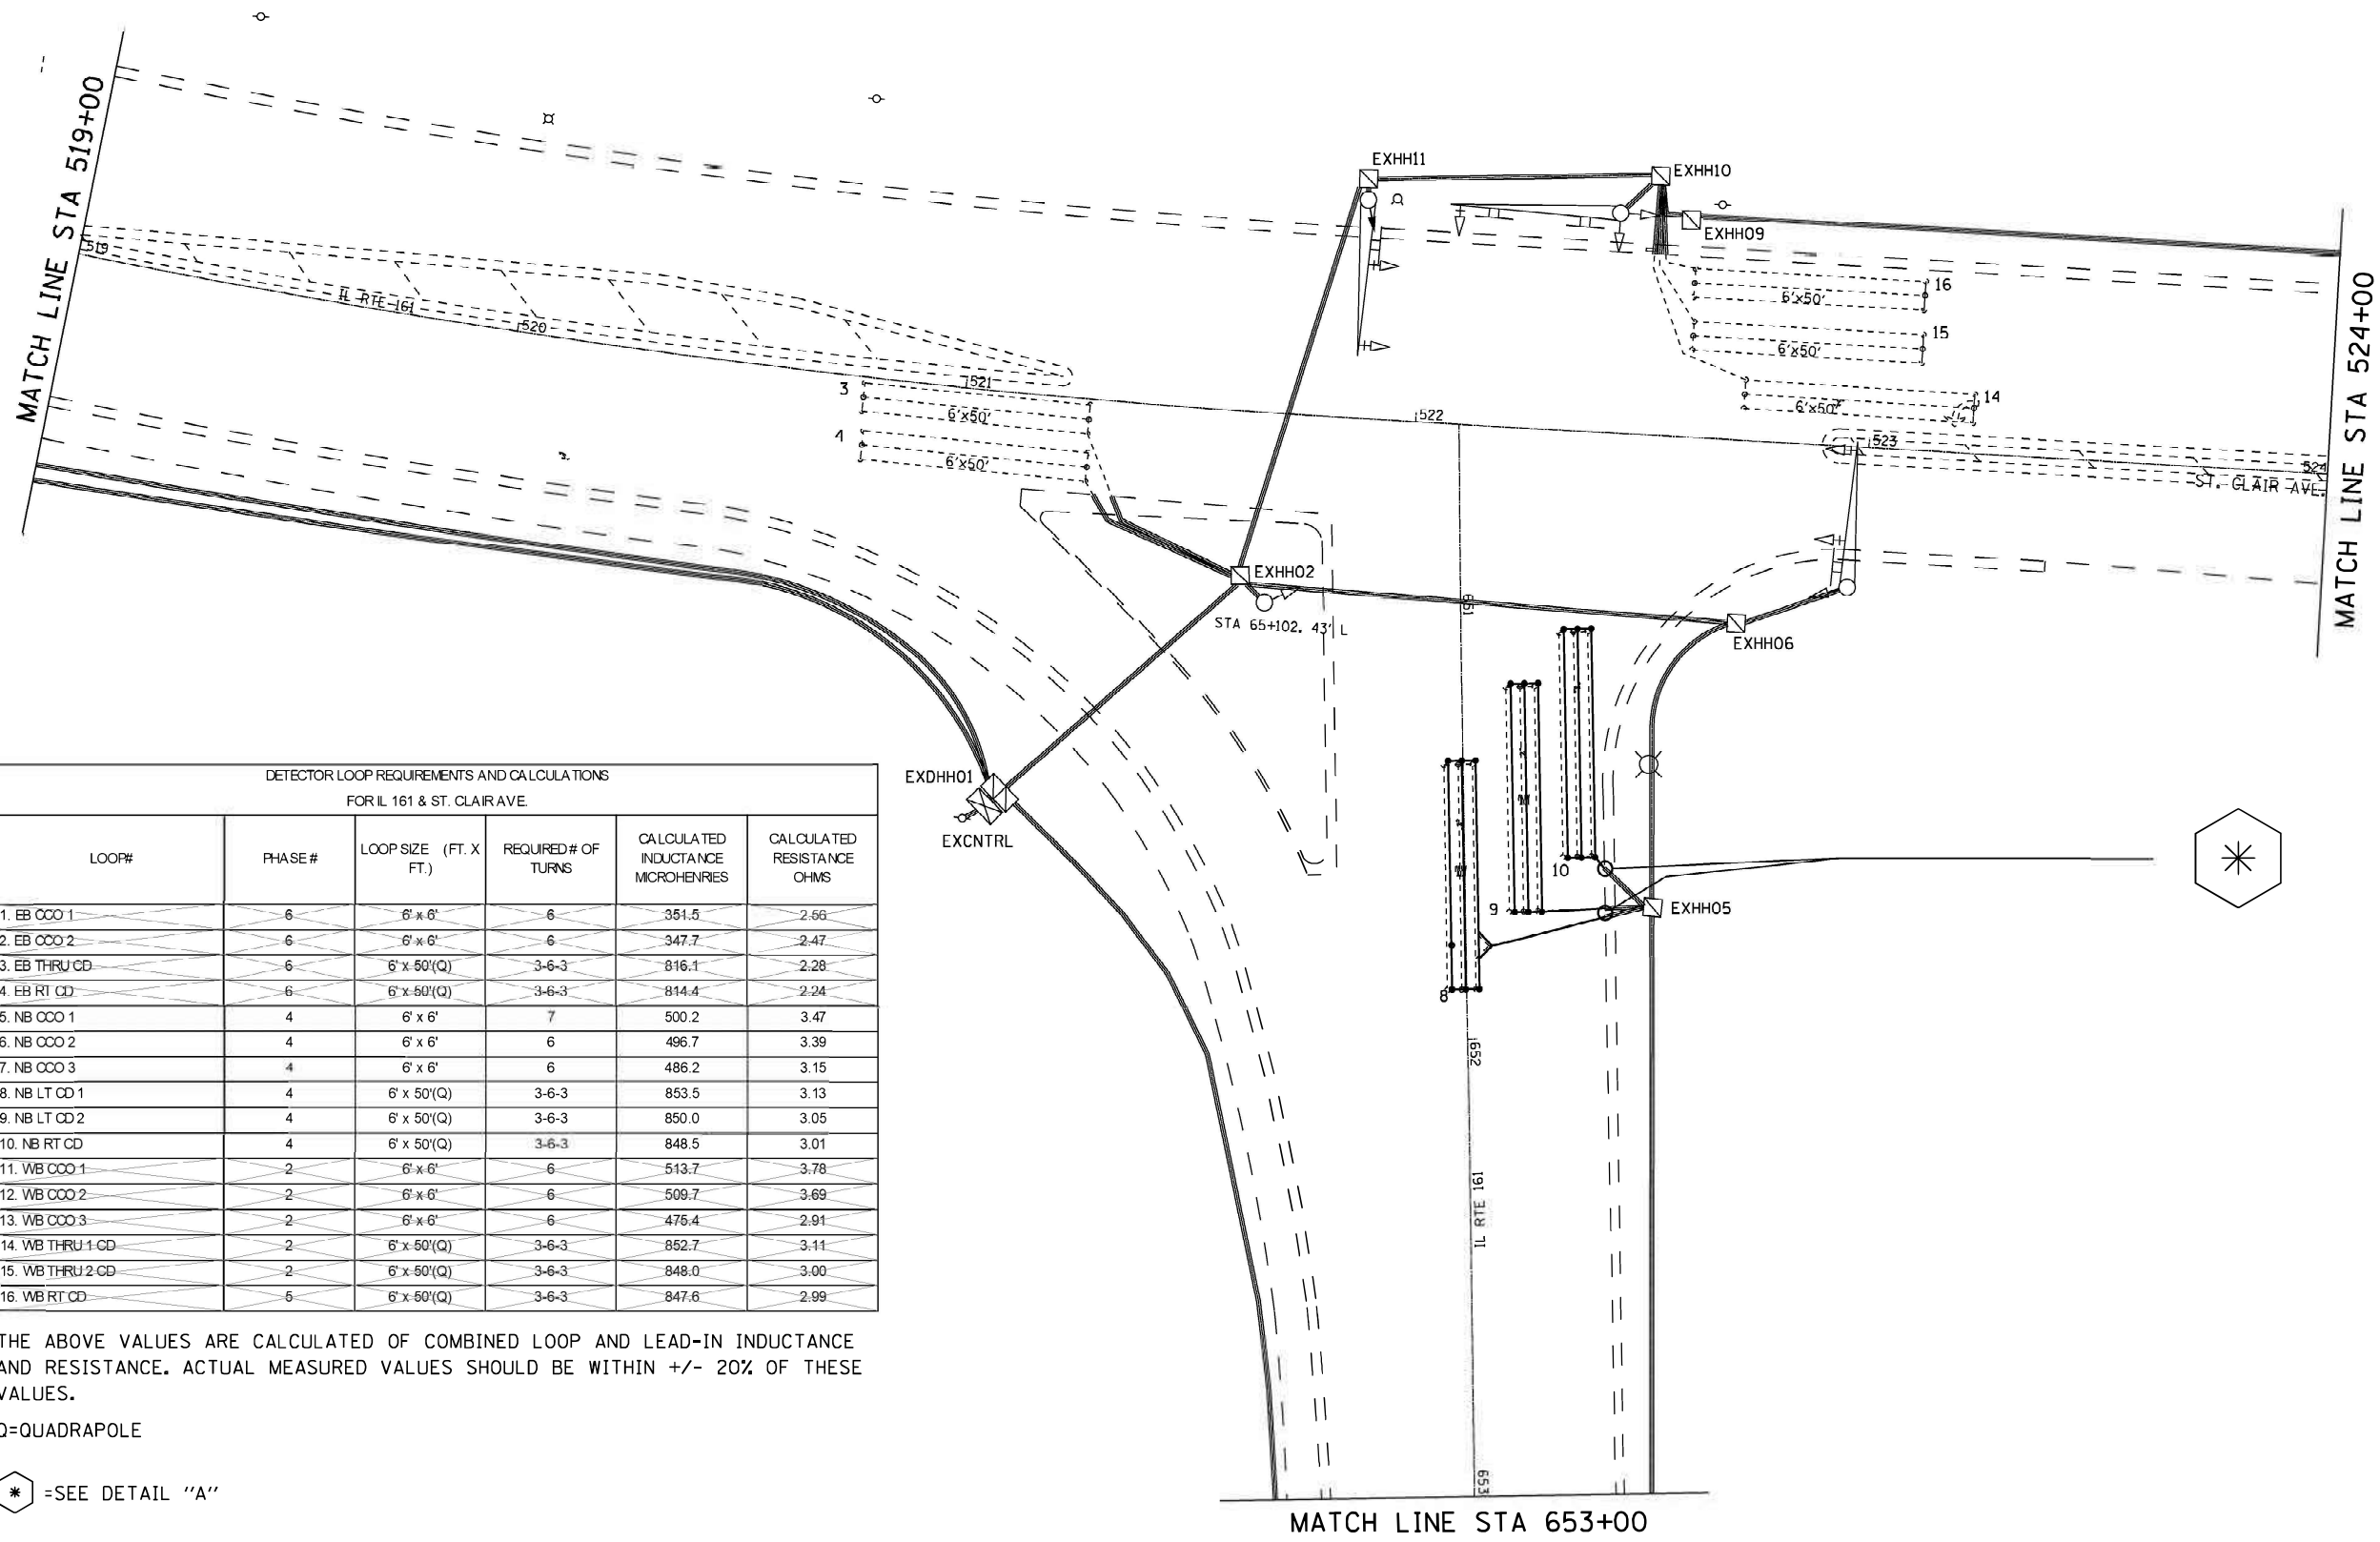 MATCH LINE STA 519+00
519
IL RTE 161
520
521
522
523
524
ST. CLAIR AVE.
MATCH LINE STA 524+00
EXHH11
EXHH10
EXHH09
6'x50' 16
6'x50' 15
6'x50' 14
3 6'x50'
4 6'x50'
EXHH02
STA 65+102. 43' L
651
EXHH06
EXDHH01
EXCNTRL
10
9
8
EXHH05
652
IL RTE 161
653
MATCH LINE STA 653+00
*
DETECTOR LOOP REQUIREMENTS AND CALCULATIONS
FOR IL 161 & ST. CLAIR AVE.
LOOP# PHASE # LOOP SIZE (FT. X FT.) REQUIRED # OF TURNS CALCULATED INDUCTANCE MICROHENRIES CALCULATED RESISTANCE OHMS
1. EB CCO 1 6 6' x 6' 6 351.5 2.56
2. EB CCO 2 6 6' x 6' 6 347.7 2.47
3. EB THRU CD 6 6' x 50'(Q) 3-6-3 816.1 2.28
4. EB RT CD 6 6' x 50'(Q) 3-6-3 814.4 2.24
5. NB CCO 1 4 6' x 6' 7 500.2 3.47
6. NB CCO 2 4 6' x 6' 6 496.7 3.39
7. NB CCO 3 4 6' x 6' 6 486.2 3.15
8. NB LT CD 1 4 6' x 50'(Q) 3-6-3 853.5 3.13
9. NB LT CD 2 4 6' x 50'(Q) 3-6-3 850.0 3.05
10. NB RT CD 4 6' x 50'(Q) 3-6-3 848.5 3.01
11. WB CCO 1 2 6' x 6' 6 513.7 3.78
12. WB CCO 2 2 6' x 6' 6 509.7 3.69
13. WB CCO 3 2 6' x 6' 6 475.4 2.91
14. WB THRU 1 CD 2 6' x 50'(Q) 3-6-3 852.7 3.11
15. WB THRU 2 CD 2 6' x 50'(Q) 3-6-3 848.0 3.00
16. WB RT CD 5 6' x 50'(Q) 3-6-3 847.6 2.99
THE ABOVE VALUES ARE CALCULATED OF COMBINED LOOP AND LEAD-IN INDUCTANCE
AND RESISTANCE. ACTUAL MEASURED VALUES SHOULD BE WITHIN +/- 20% OF THESE
VALUES.
Q=QUADRAPOLE
* =SEE DETAIL "A"